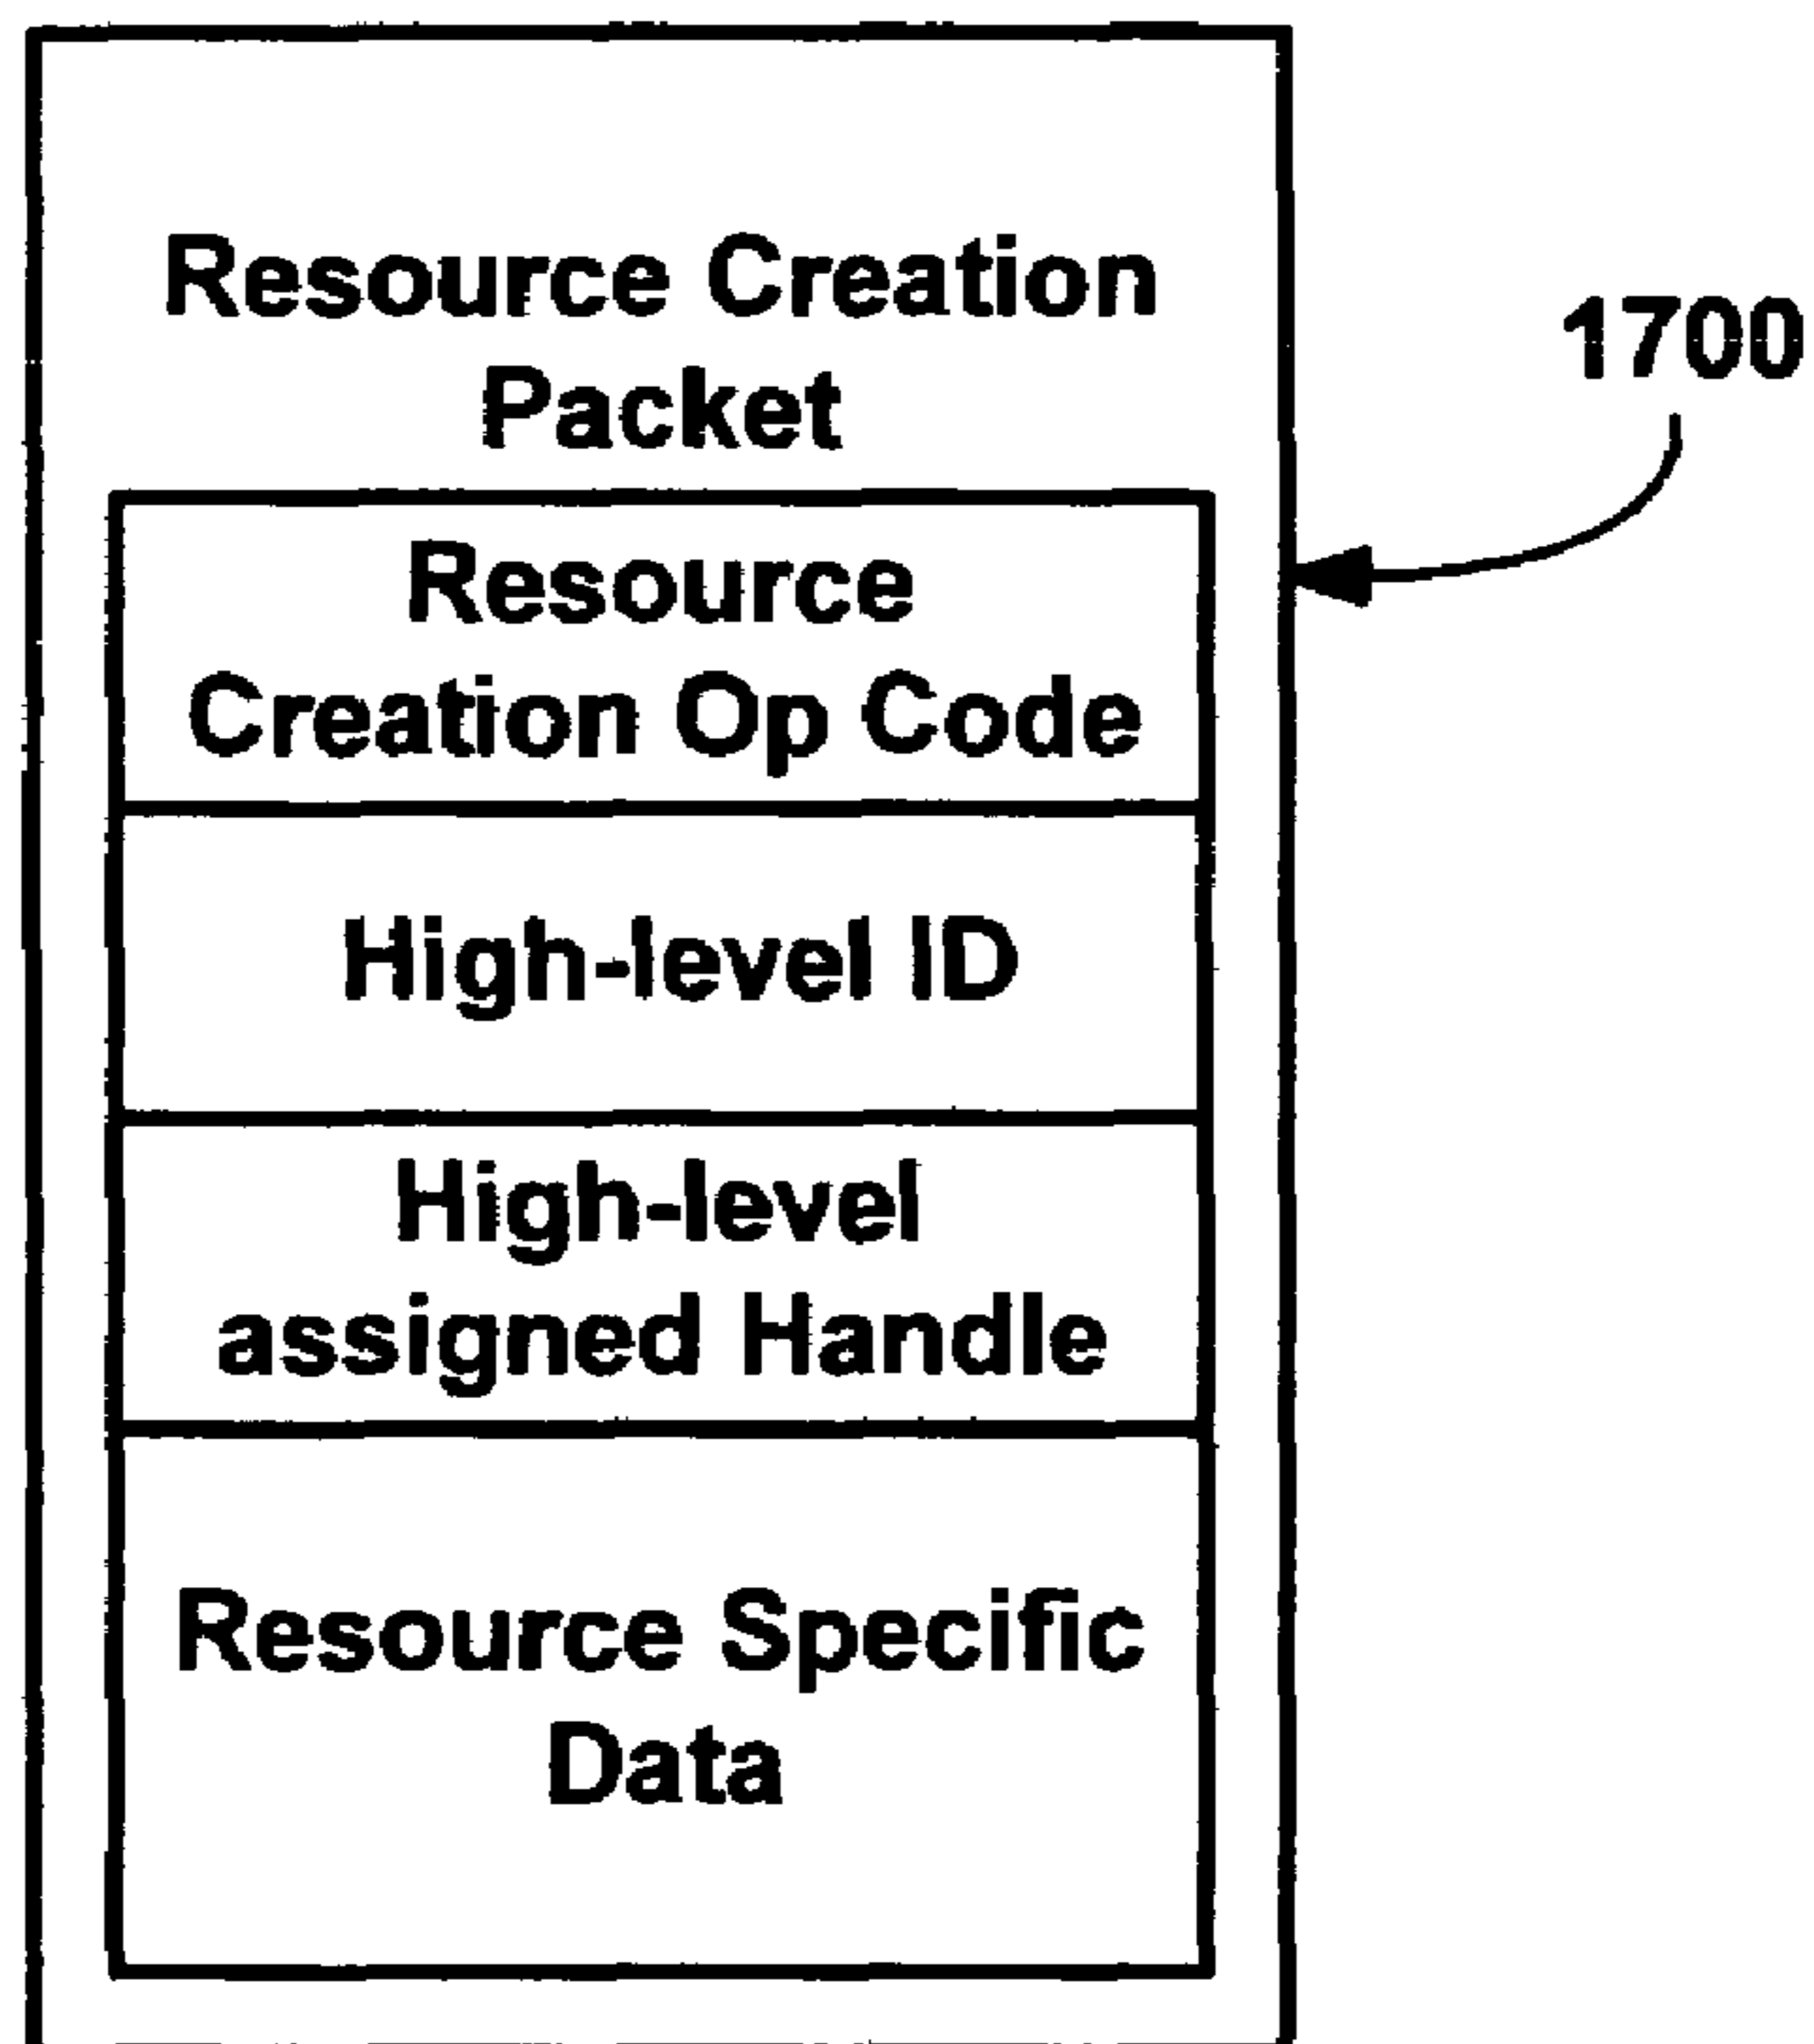 Resource Creation
Packet
1700
Resource
Creation Op Code
High-level ID
High-level
assigned Handle
Resource Specific
Data